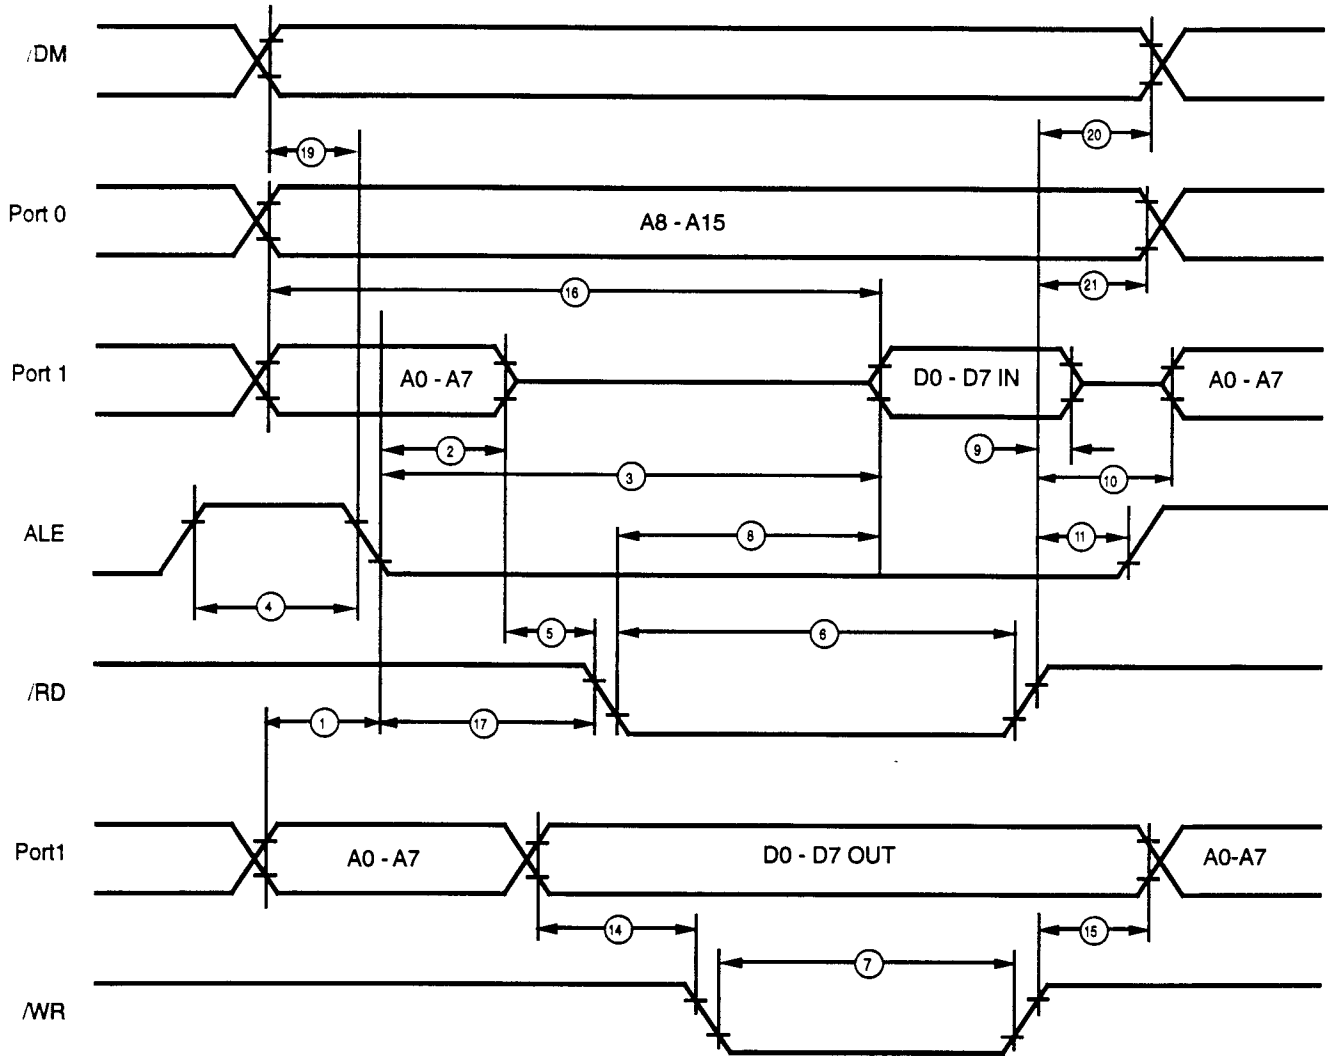 /DM
19
20
Port 0
A8 - A15
16
21
Port 1
A0 - A7
D0 - D7 IN
A0 - A7
2
9
3
10
ALE
8
11
4
5
6
/RD
1
17
Port1
A0 - A7
D0 - D7 OUT
A0-A7
14
15
7
/WR